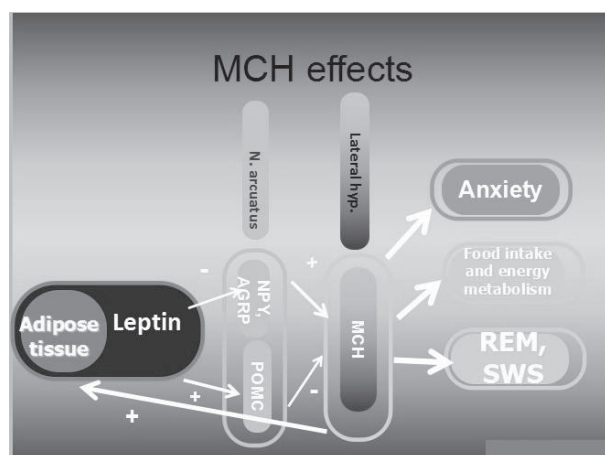 MCH effects
N. arcuatus
Lateral hyp.
Anxiety
Food intake
and energy
metabolism
REM,
SWS
-
+
NPY,
AGRP
Adipose
tissue
Leptin
MCH
POMC
+
-
+